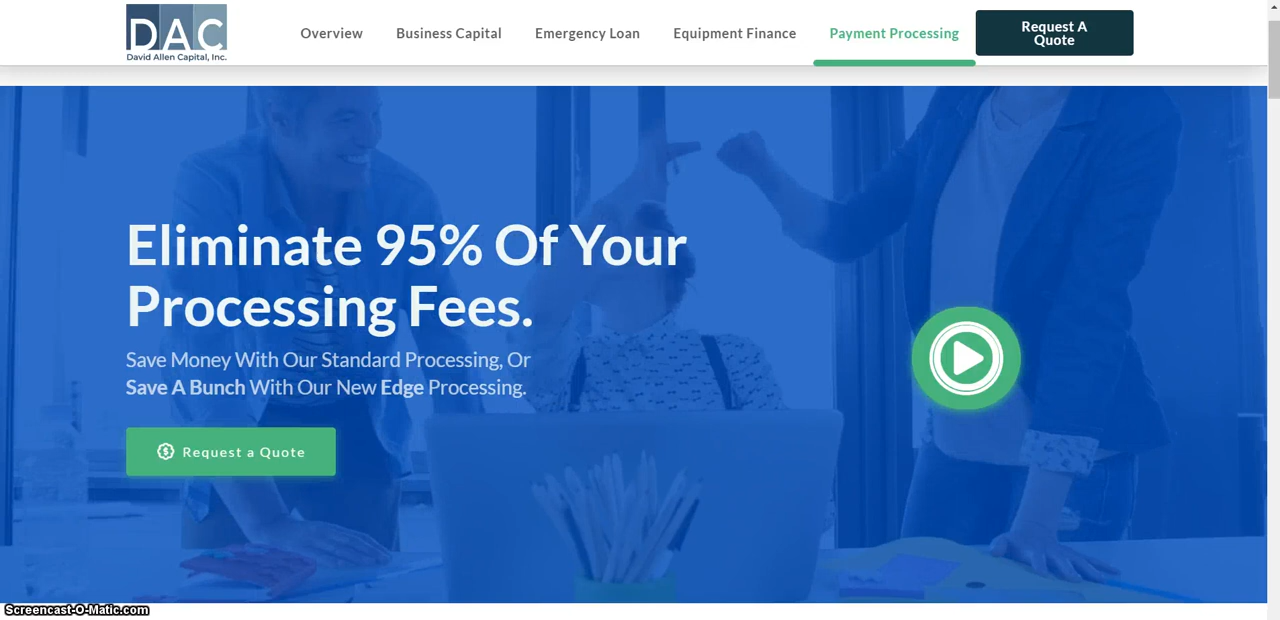 DAC
David Allen Capital, Inc.
Overview
Business Capital
Emergency Loan
Equipment Finance
Payment Processing
Request A
Quote
Eliminate 95% Of Your
Processing Fees.
Save Money With Our Standard Processing, Or
Save A Bunch With Our New Edge Processing.
Request a Quote
Screencast-O-Matic.com